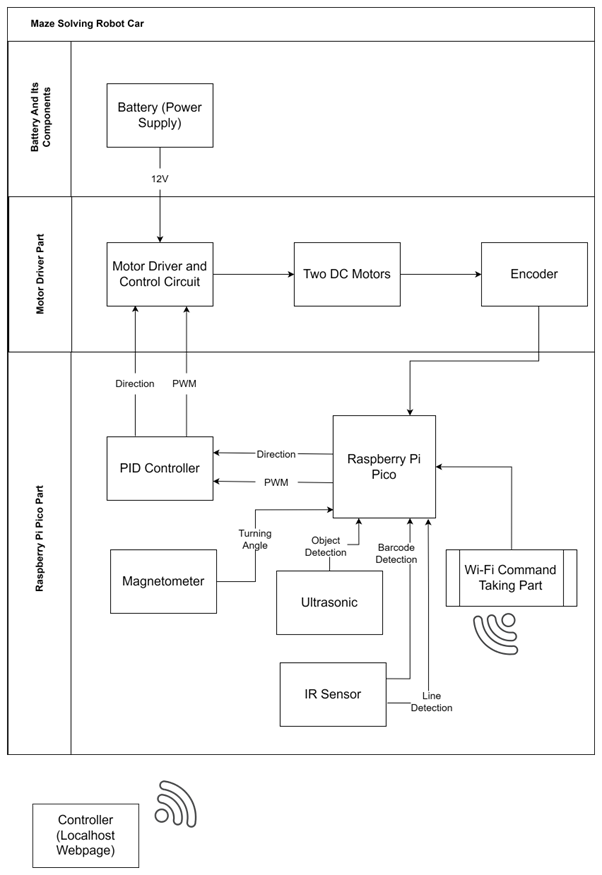 Maze Solving Robot Car
Battery And Its
Components
Battery (Power
Supply)
12V
Motor Driver Part
Motor Driver and
Control Circuit
Two DC Motors
Encoder
Raspberry Pi Pico Part
Direction
PWM
PID Controller
Direction
PWM
Raspberry Pi
Pico
Turning
Angle
Object
Detection
Barcode
Detection
Magnetometer
Ultrasonic
Wi-Fi Command
Taking Part
IR Sensor
Line
Detection
Controller
(Localhost
Webpage)